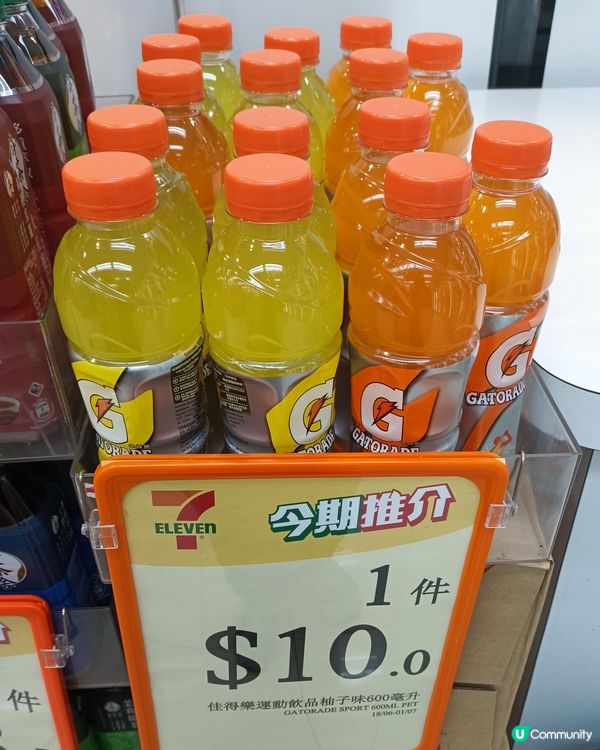 G
G
G
G
GATORADE
GATORADE
7
ELEVEN
今期推介
1 件
$10.0
佳得樂運動飲品柚子味600毫升
GATORADE SPORT 600ML PET
18/06-01/07
件
U Community